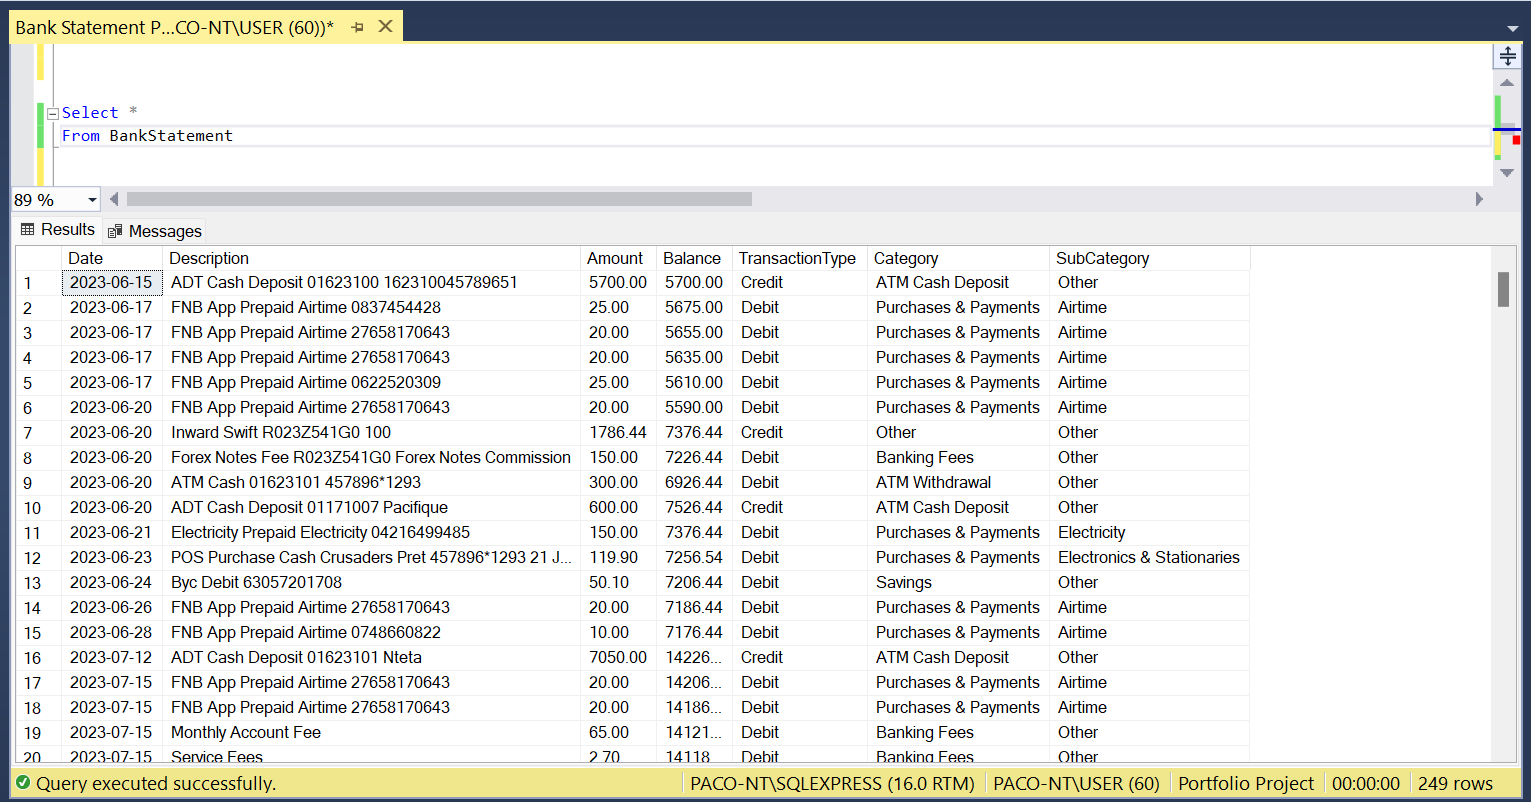 Bank Statement P...CO-NT\USER (60))*
Select *
From BankStatement
89 %
Results Messages
Date Description Amount Balance TransactionType Category SubCategory
1 2023-06-15 ADT Cash Deposit 01623100 162310045789651 5700.00 5700.00 Credit ATM Cash Deposit Other
2 2023-06-17 FNB App Prepaid Airtime 0837454428 25.00 5675.00 Debit Purchases & Payments Airtime
3 2023-06-17 FNB App Prepaid Airtime 27658170643 20.00 5655.00 Debit Purchases & Payments Airtime
4 2023-06-17 FNB App Prepaid Airtime 27658170643 20.00 5635.00 Debit Purchases & Payments Airtime
5 2023-06-17 FNB App Prepaid Airtime 0622520309 25.00 5610.00 Debit Purchases & Payments Airtime
6 2023-06-20 FNB App Prepaid Airtime 27658170643 20.00 5590.00 Debit Purchases & Payments Airtime
7 2023-06-20 Inward Swift R023Z541G0 100 1786.44 7376.44 Credit Other Other
8 2023-06-20 Forex Notes Fee R023Z541G0 Forex Notes Commission 150.00 7226.44 Debit Banking Fees Other
9 2023-06-20 ATM Cash 01623101 457896*1293 300.00 6926.44 Debit ATM Withdrawal Other
10 2023-06-20 ADT Cash Deposit 01171007 Pacifique 600.00 7526.44 Credit ATM Cash Deposit Other
11 2023-06-21 Electricity Prepaid Electricity 04216499485 150.00 7376.44 Debit Purchases & Payments Electricity
12 2023-06-23 POS Purchase Cash Crusaders Pret 457896*1293 21 J... 119.90 7256.54 Debit Purchases & Payments Electronics & Stationaries
13 2023-06-24 Byc Debit 63057201708 50.10 7206.44 Debit Savings Other
14 2023-06-26 FNB App Prepaid Airtime 27658170643 20.00 7186.44 Debit Purchases & Payments Airtime
15 2023-06-28 FNB App Prepaid Airtime 0748660822 10.00 7176.44 Debit Purchases & Payments Airtime
16 2023-07-12 ADT Cash Deposit 01623101 Nteta 7050.00 14226... Credit ATM Cash Deposit Other
17 2023-07-15 FNB App Prepaid Airtime 27658170643 20.00 14206... Debit Purchases & Payments Airtime
18 2023-07-15 FNB App Prepaid Airtime 27658170643 20.00 14186... Debit Purchases & Payments Airtime
19 2023-07-15 Monthly Account Fee 65.00 14121... Debit Banking Fees Other
20 2023-07-15 Service Fees 2.70 14118... Debit Banking Fees Other
Query executed successfully. PACO-NT\SQLEXPRESS (16.0 RTM) PACO-NT\USER (60) Portfolio Project 00:00:00 249 rows